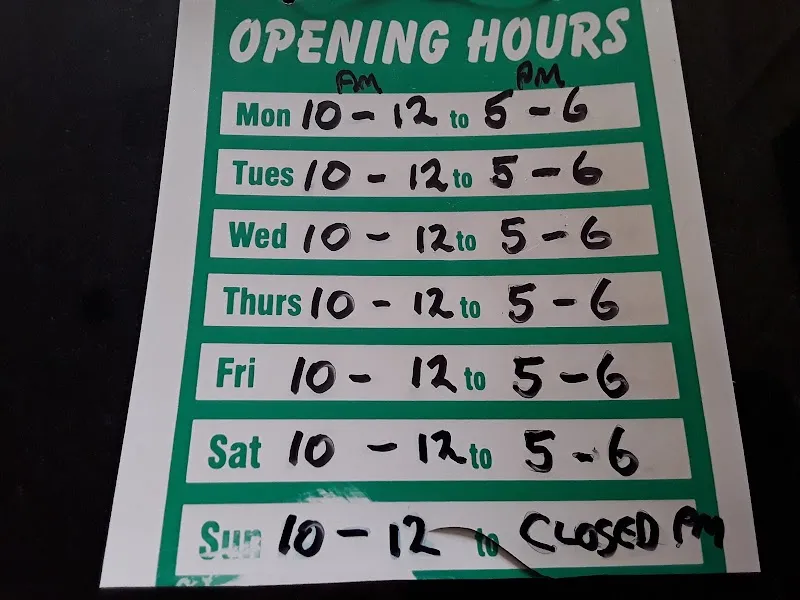 OPENING HOURS
AM PM
Mon 10 - 12 to 5 - 6
Tues 10 - 12 to 5 - 6
Wed 10 - 12 to 5 - 6
Thurs 10 - 12 to 5 - 6
Fri 10 - 12 to 5 - 6
Sat 10 - 12 to 5 - 6
Sun 10 - 12 to CLOSED PM